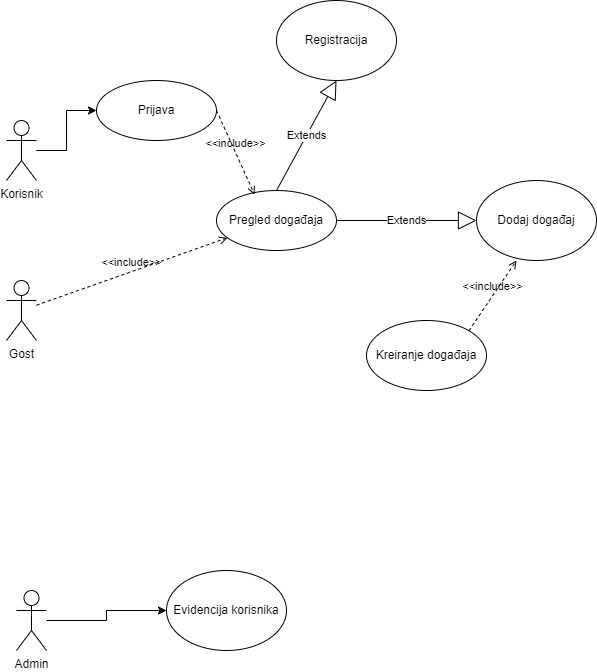 Registracija
Prijava
<<include>>
Extends
Korisnik
Pregled događaja
Extends
Dodaj događaj
<<include>>
<<include>>
Gost
Kreiranje događaja
Evidencija korisnika
Admin